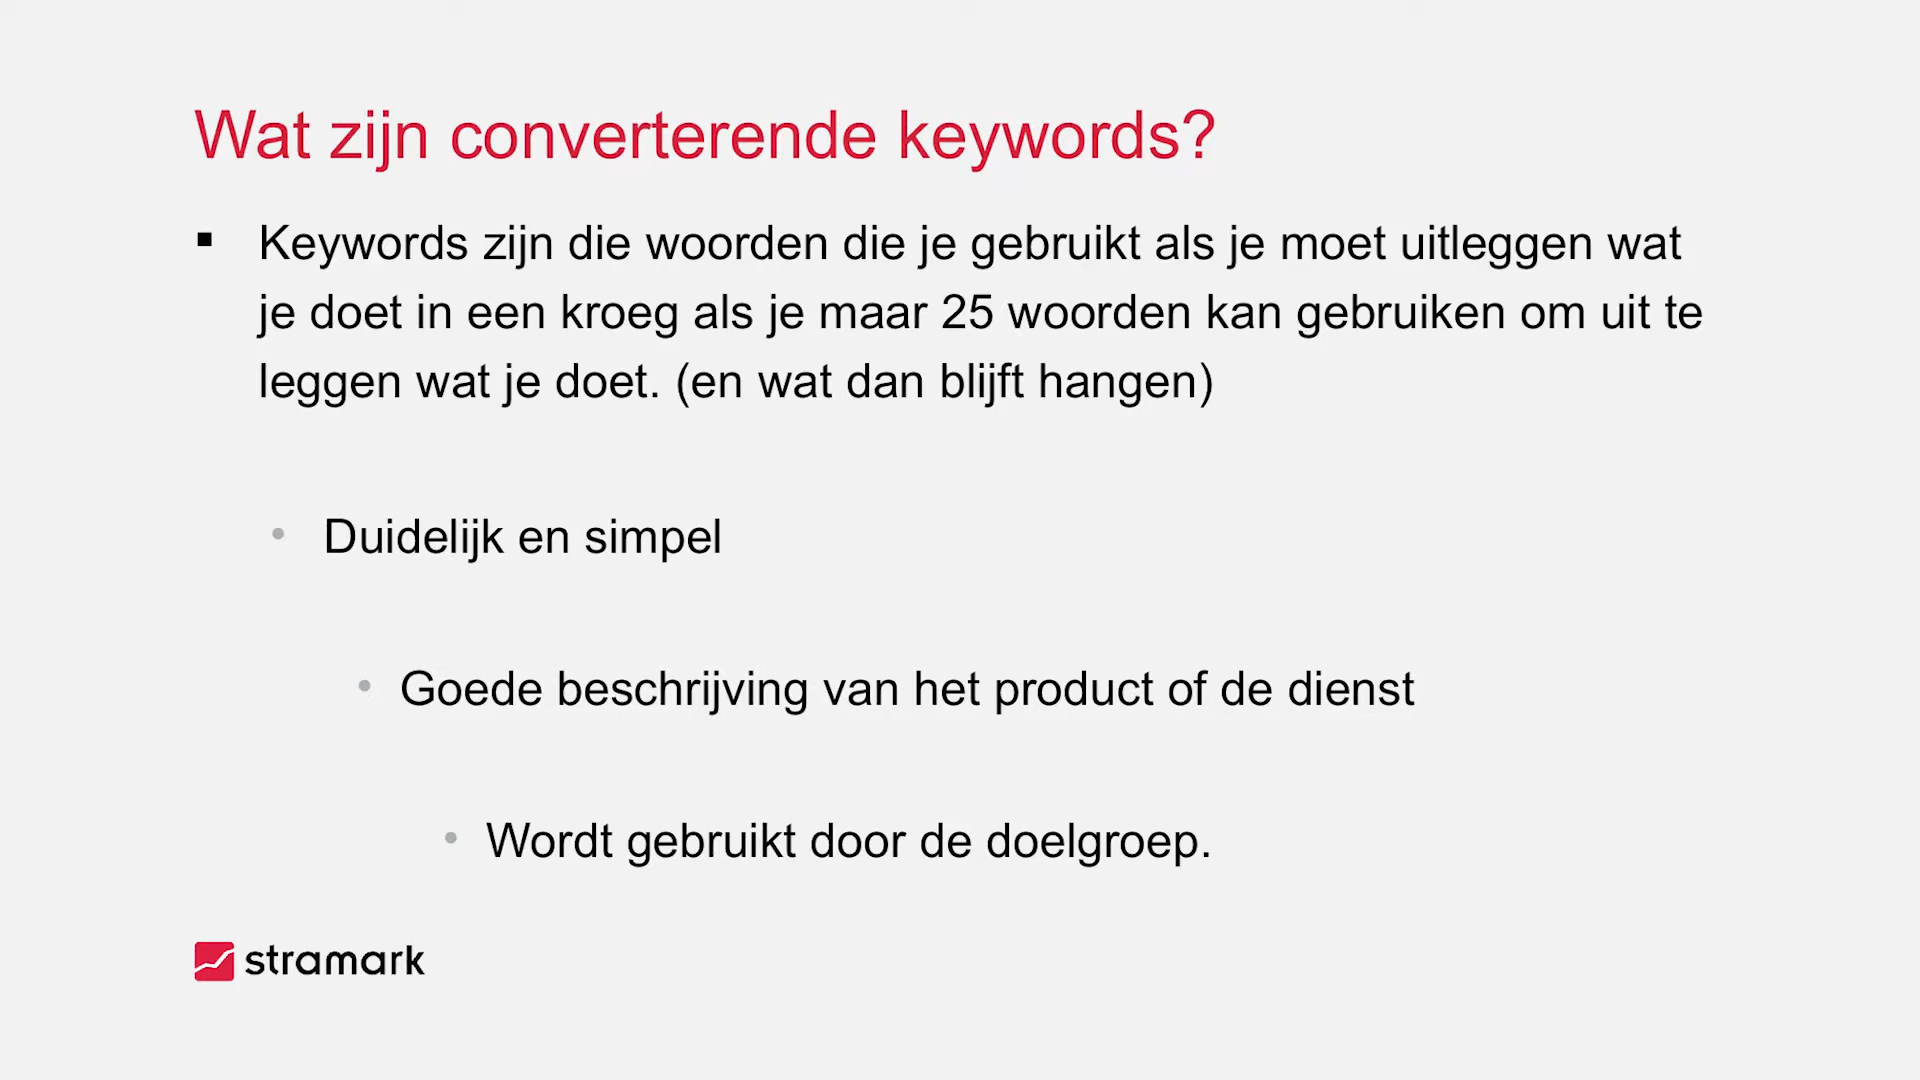 Wat zijn converterende keywords?
▪ Keywords zijn die woorden die je gebruikt als je moet uitleggen wat
je doet in een kroeg als je maar 25 woorden kan gebruiken om uit te
leggen wat je doet. (en wat dan blijft hangen)
• Duidelijk en simpel
• Goede beschrijving van het product of de dienst
• Wordt gebruikt door de doelgroep.
stramark